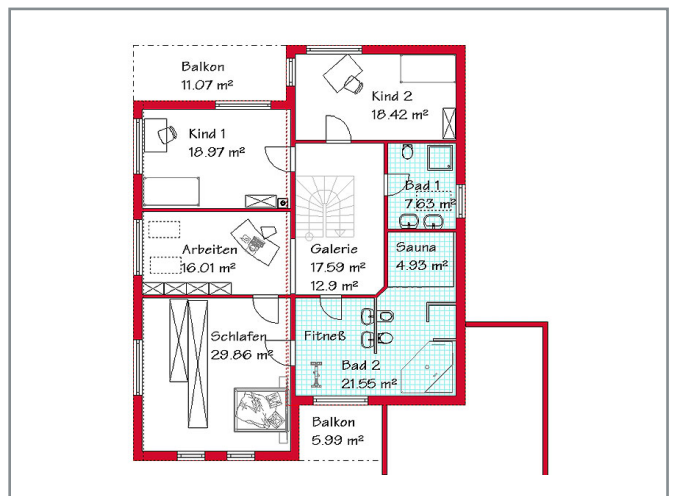 Balkon
11.07 m²
Kind 2
18.42 m²
Kind 1
18.97 m²
Bad 1
7.63 m²
Arbeiten
16.01 m²
Galerie
17.59 m²
12.9 m²
Sauna
4.93 m²
Schlafen
29.86 m²
Fitneß
Bad 2
21.55 m²
Balkon
5.99 m²